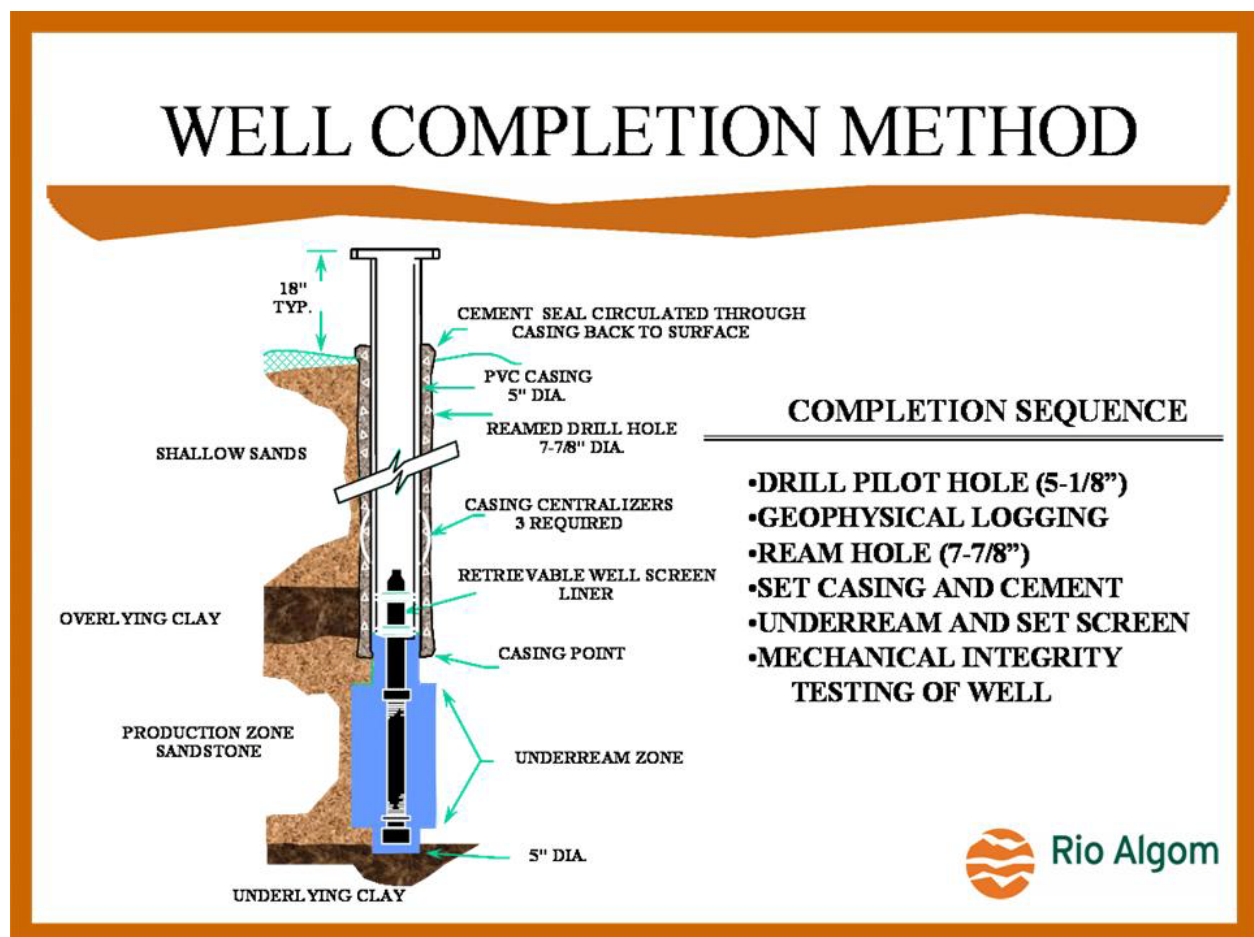 WELL COMPLETION METHOD
18"
TYP.
CEMENT SEAL CIRCULATED THROUGH
CASING BACK TO SURFACE
PVC CASING
5" DIA.
REAMED DRILL HOLE
7-7/8" DIA.
SHALLOW SANDS
CASING CENTRALIZERS
3 REQUIRED
RETRIEVABLE WELL SCREEN
LINER
OVERLYING CLAY
CASING POINT
PRODUCTION ZONE
SANDSTONE
UNDERREAM ZONE
5" DIA.
UNDERLYING CLAY
COMPLETION SEQUENCE
•DRILL PILOT HOLE (5-1/8”)
•GEOPHYSICAL LOGGING
•REAM HOLE (7-7/8”)
•SET CASING AND CEMENT
•UNDERREAM AND SET SCREEN
•MECHANICAL INTEGRITY
TESTING OF WELL
Rio Algom